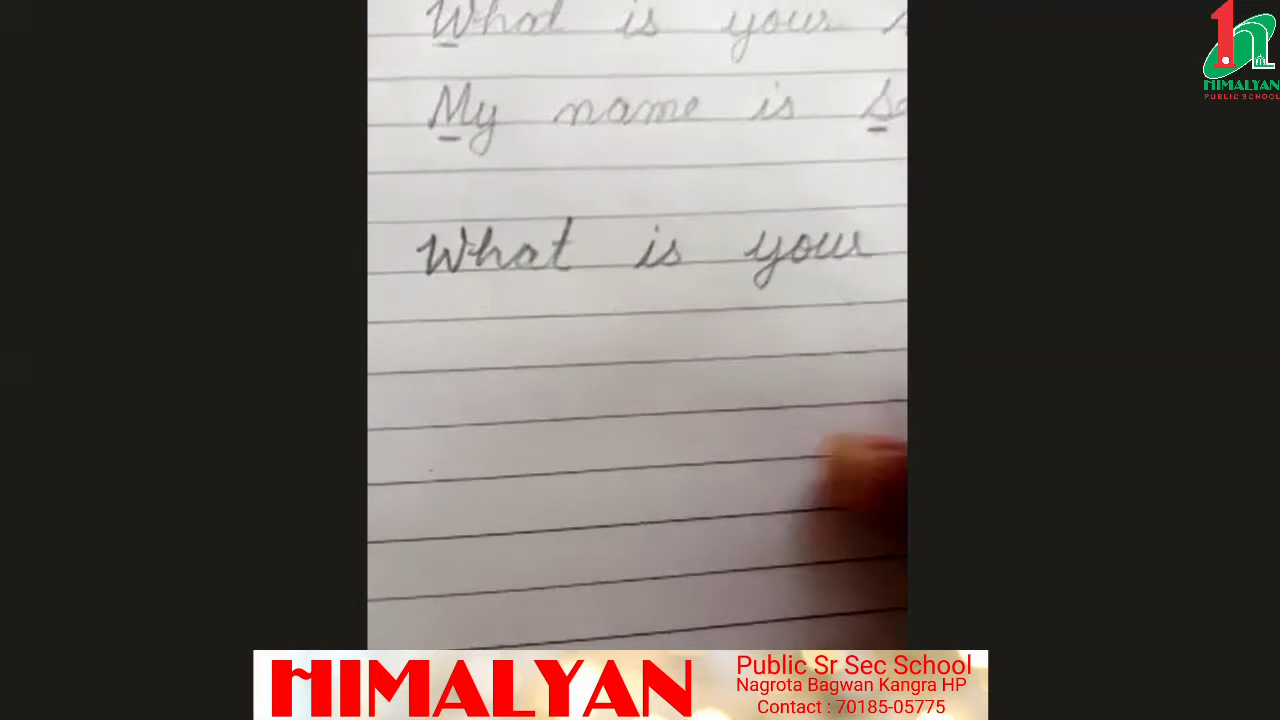 What is your
My name is
What is your
HIMALYAN
PUBLIC SCHOOL
HIMALYAN
Public Sr Sec School
Nagrota Bagwan Kangra HP
Contact : 70185-05775